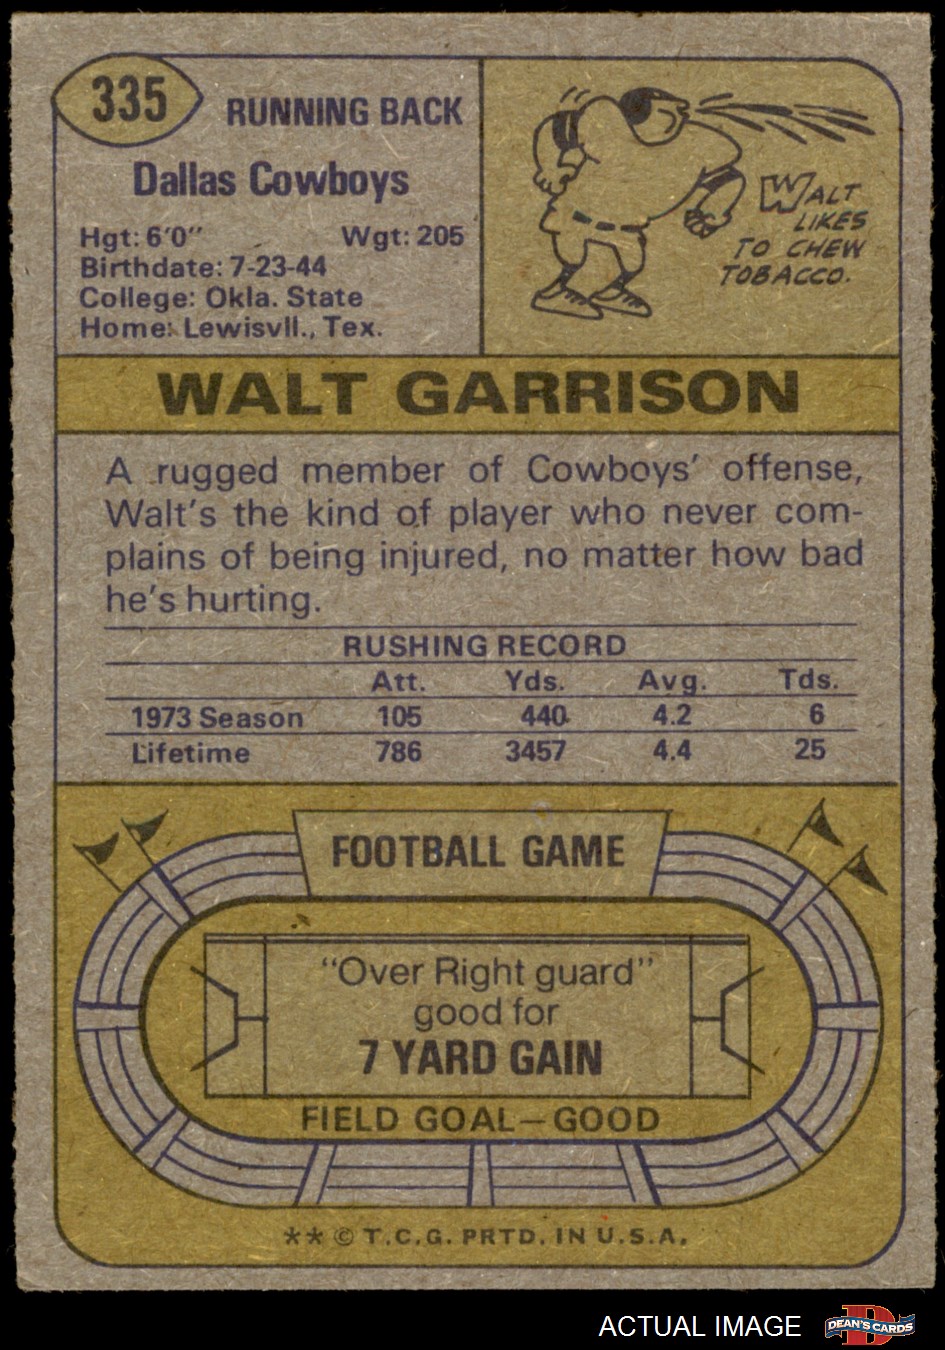 335
RUNNING BACK
Dallas Cowboys
Hgt: 6'0" Wgt: 205
Birthdate: 7-23-44
College: Okla. State
Home: Lewisvll., Tex.
WALT
LIKES
TO CHEW
TOBACCO.
WALT GARRISON
A rugged member of Cowboys' offense,
Walt's the kind of player who never com-
plains of being injured, no matter how bad
he's hurting.
RUSHING RECORD
Att. Yds. Avg. Tds.
1973 Season 105 440 4.2 6
Lifetime 786 3457 4.4 25
FOOTBALL GAME
"Over Right guard"
good for
7 YARD GAIN
FIELD GOAL—GOOD
** © T.C.G. PRTD. IN U.S.A.
ACTUAL IMAGE DEAN'S CARDS